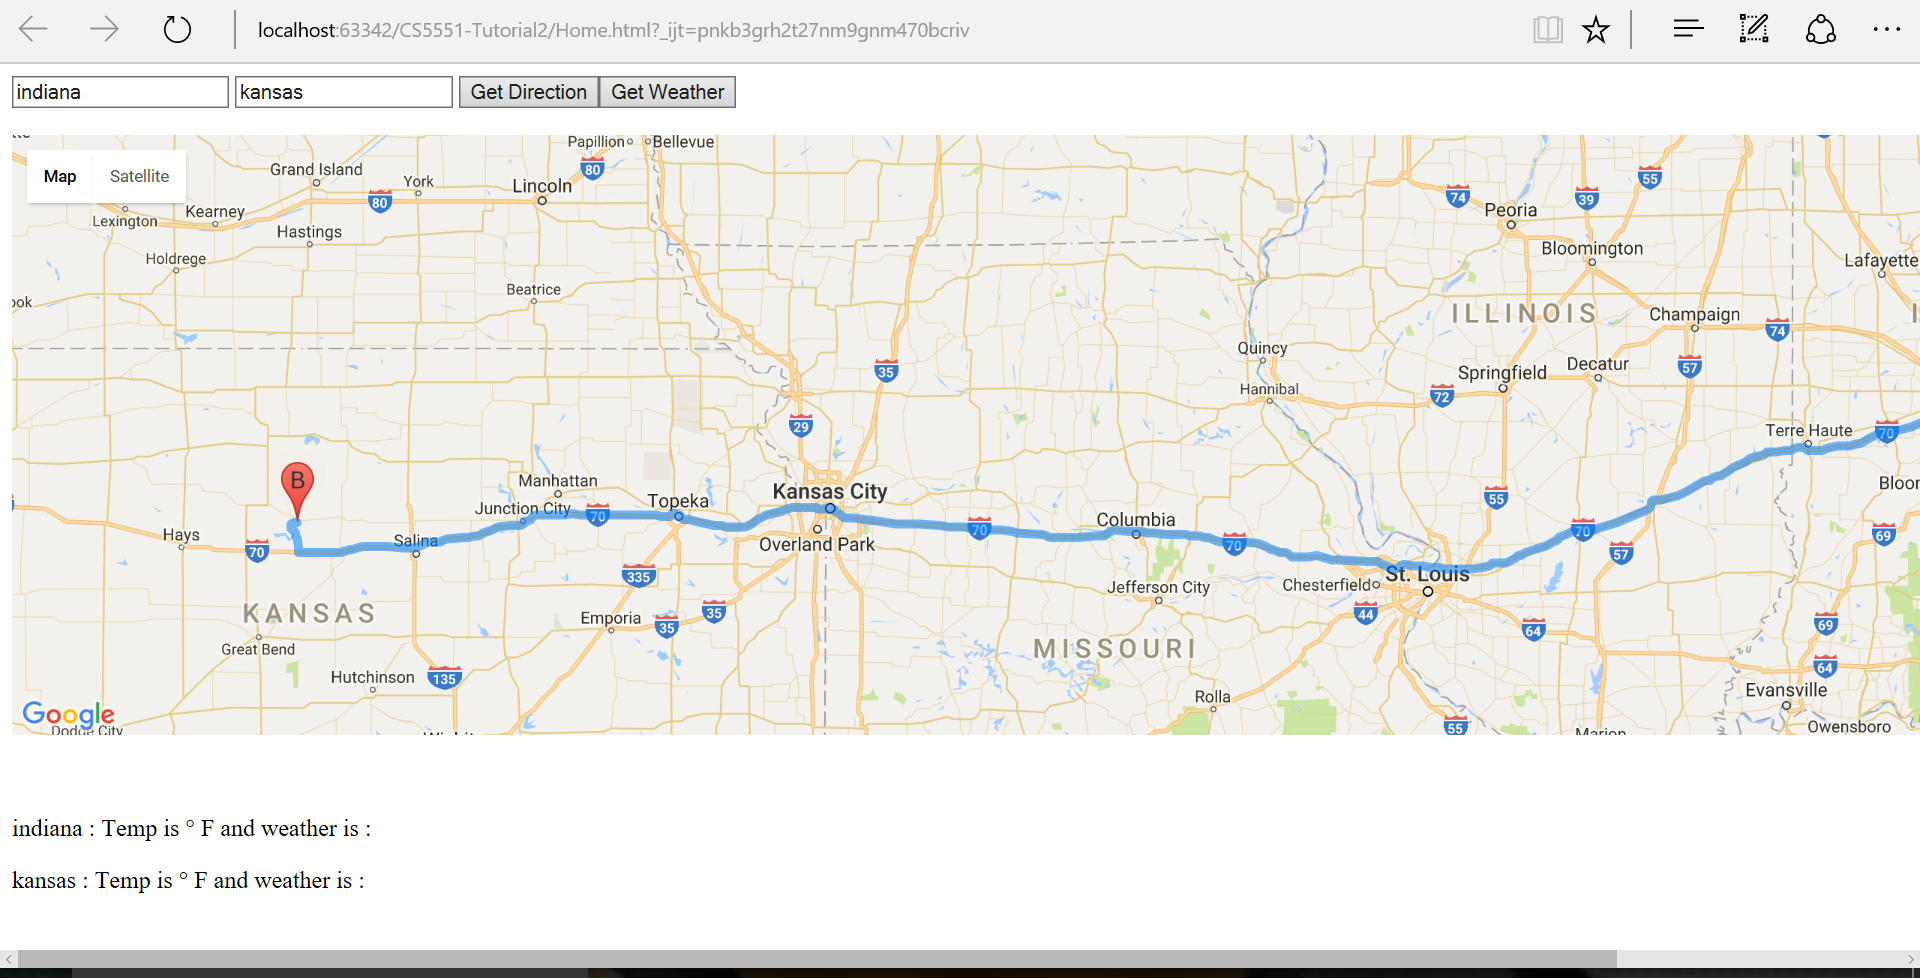 localhost:63342/CS5551-Tutorial2/Home.html?_ijt=pnkb3grh2t27nm9gnm470bcriv
indiana kansas Get Direction Get Weather
Papillion Bellevue
Map Satellite
Grand Island 80 55
York Lincoln 74 39
80 Peoria
Lexington Kearney
Hastings Bloomington
Holdrege Lafayette
Beatrice
ILLINOIS Champaign
74
Quincy
35 Springfield Decatur 57
Hannibal 72
29 Terre Haute 70
B Manhattan Kansas City Bloor
Junction City 70 Topeka 55
Hays Salina Columbia 70 69
70 Overland Park 70 70 57
335 Jefferson City Chesterfield St. Louis
KANSAS Emporia 35 35 44 64 69
Great Bend MISSOURI
Hutchinson 135 64
Rolla Evansville
Google 55 Owensboro
Dodge City
indiana : Temp is ° F and weather is :
kansas : Temp is ° F and weather is :